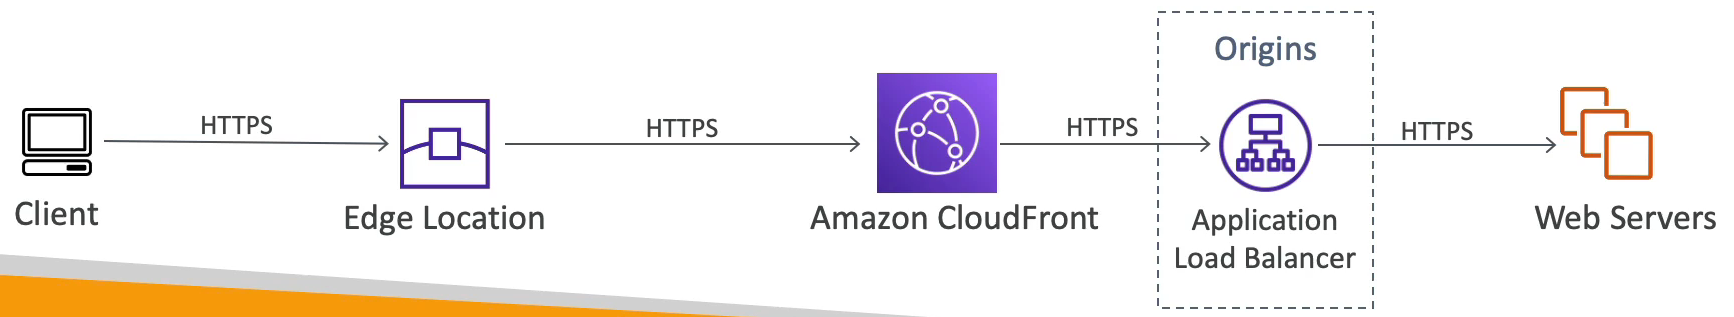 Origins
HTTPS
HTTPS
HTTPS
HTTPS
Client
Edge Location
Amazon CloudFront
Application
Load Balancer
Web Servers